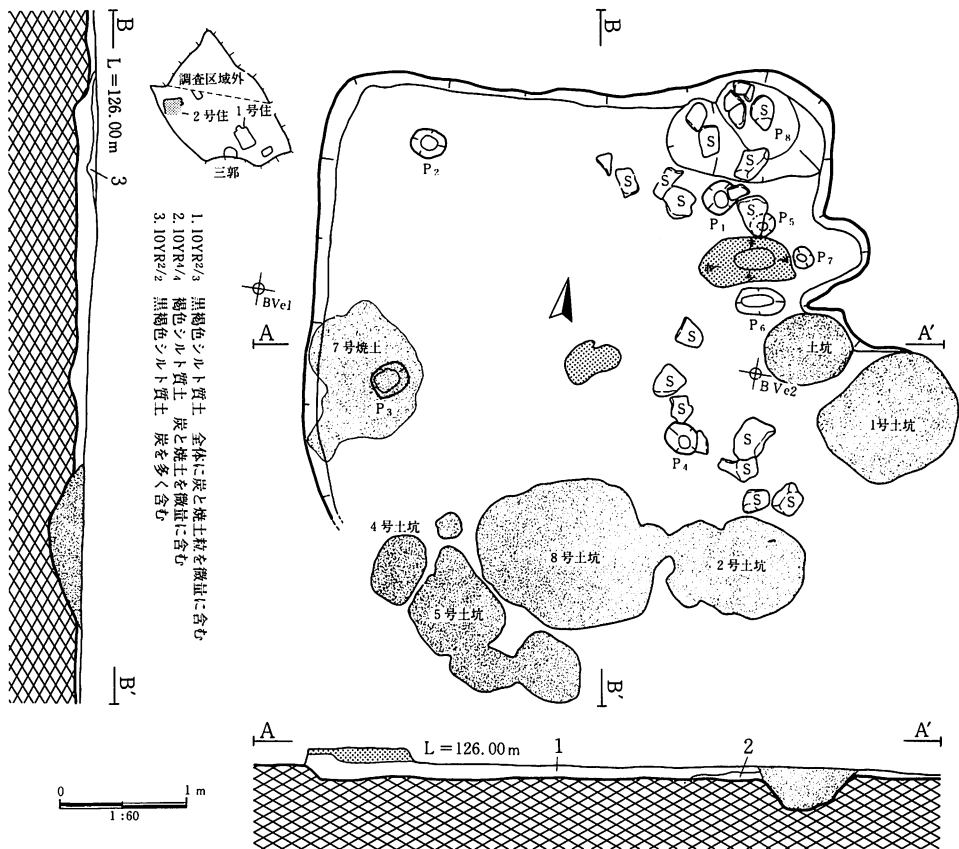 B
L=126.00m
3
B'
調査区域外
2号住
1号住
三郭
1. 10YR2/3 黒褐色シルト質土 全体に炭と焼土粒を微量に含む
2. 10YR4/4 褐色シルト質土 炭と焼土を微量に含む
3. 10YR2/2 黒褐色シルト質土 炭を多く含む
B
P2
S
S
S
P8
S
S
S
S
P1
S
P5
P7
P6
BVe1
A
A'
7号焼土
P3
S
土坑
BVe2
1号土坑
S
S
P4
S
S
S
S
4号土坑
5号土坑
8号土坑
2号土坑
B'
A
L=126.00m
1
2
A'
0
1m
1:60